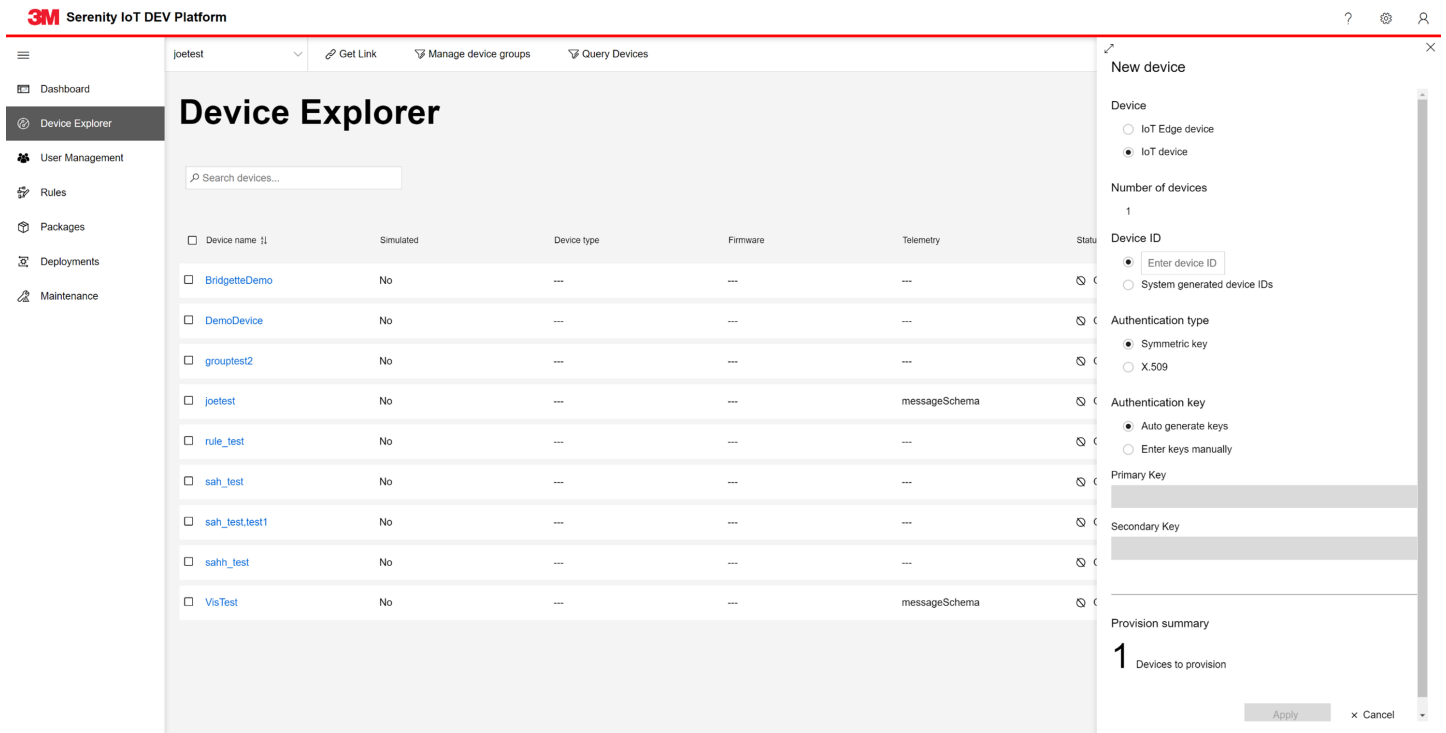 3M Serenity IoT DEV Platform
joetest
Get Link
Manage device groups
Query Devices
Dashboard
Device Explorer
User Management
Rules
Packages
Deployments
Maintenance
Device Explorer
Search devices...
Device name Simulated Device type Firmware Telemetry Statu
BridgetteDemo No --- --- ---
DemoDevice No --- --- ---
grouptest2 No --- --- ---
joetest No --- --- messageSchema
rule_test No --- --- ---
sah_test No --- --- ---
sah_test,test1 No --- --- ---
sahh_test No --- --- ---
VisTest No --- --- messageSchema
New device
Device
IoT Edge device
IoT device
Number of devices
1
Device ID
Enter device ID
System generated device IDs
Authentication type
Symmetric key
X.509
Authentication key
Auto generate keys
Enter keys manually
Primary Key
Secondary Key
Provision summary
1 Devices to provision
Apply
Cancel